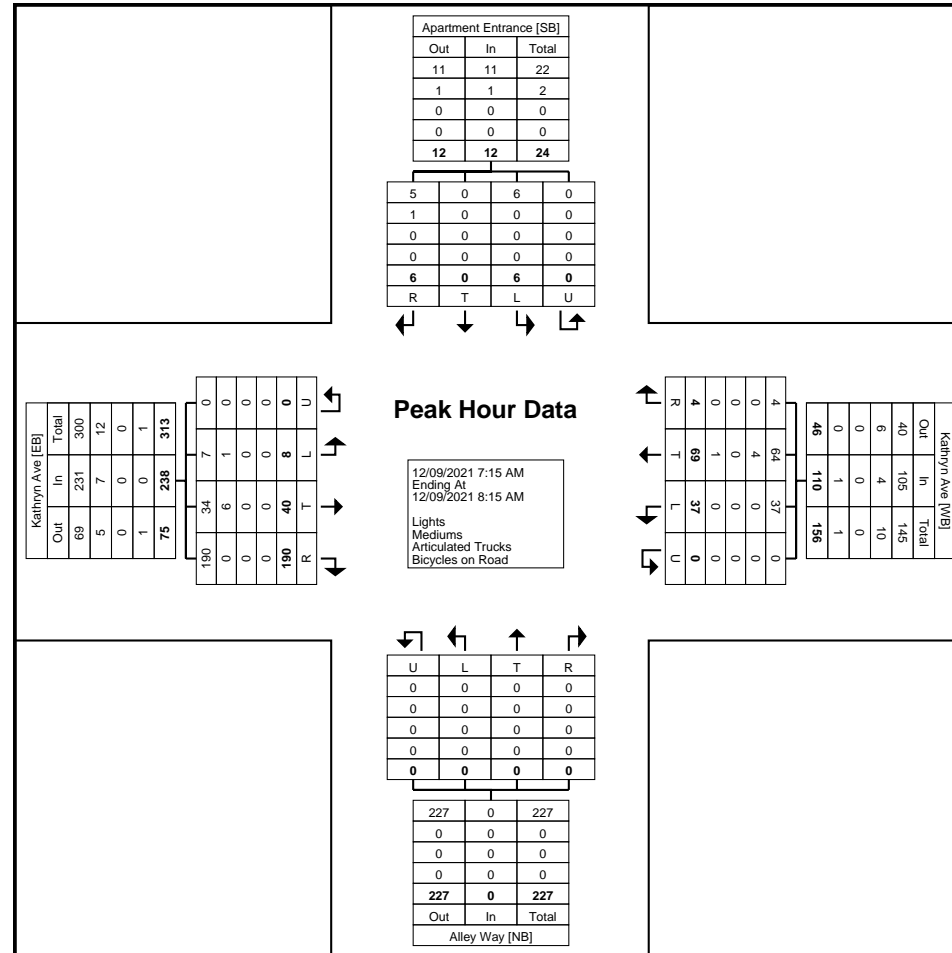 Apartment Entrance [SB]
Out In Total
11 11 22
1 1 2
0 0 0
0 0 0
12 12 24
5 0 6 0
1 0 0 0
0 0 0 0
0 0 0 0
6 0 6 0
R T L U
Kathryn Ave [EB]
Total In Out
300 231 69
12 7 5
0 0 0
1 0 1
313 238 75
0 7 34 190
0 1 6 0
0 0 0 0
0 0 0 0
0 8 40 190
U L T R
Peak Hour Data
12/09/2021 7:15 AM
Ending At
12/09/2021 8:15 AM
Lights
Mediums
Articulated Trucks
Bicycles on Road
R T L U
4 69 37 0
0 1 0 0
0 0 0 0
0 4 0 0
4 64 37 0
46 110 156
0 1 1
0 0 0
6 4 10
40 105 145
Out In Total
Kathryn Ave [WB]
U L T R
0 0 0 0
0 0 0 0
0 0 0 0
0 0 0 0
0 0 0 0
227 0 227
0 0 0
0 0 0
0 0 0
227 0 227
Out In Total
Alley Way [NB]